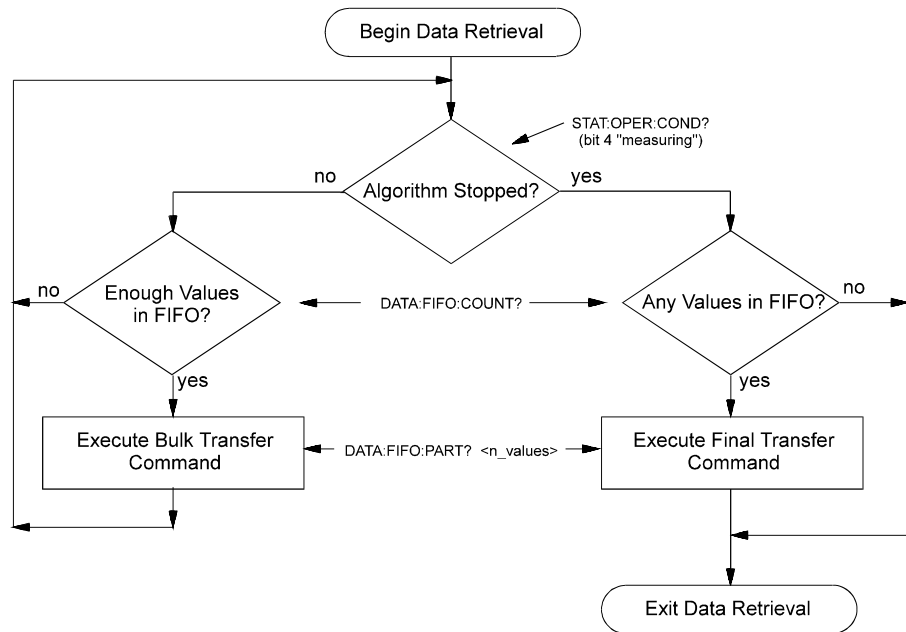 Begin Data Retrieval
STAT:OPER:COND?
(bit 4 "measuring")
no
Algorithm Stopped?
yes
no
Enough Values
in FIFO?
DATA:FIFO:COUNT?
Any Values in FIFO?
no
yes
yes
Execute Bulk Transfer
Command
DATA:FIFO:PART? <n_values>
Execute Final Transfer
Command
Exit Data Retrieval